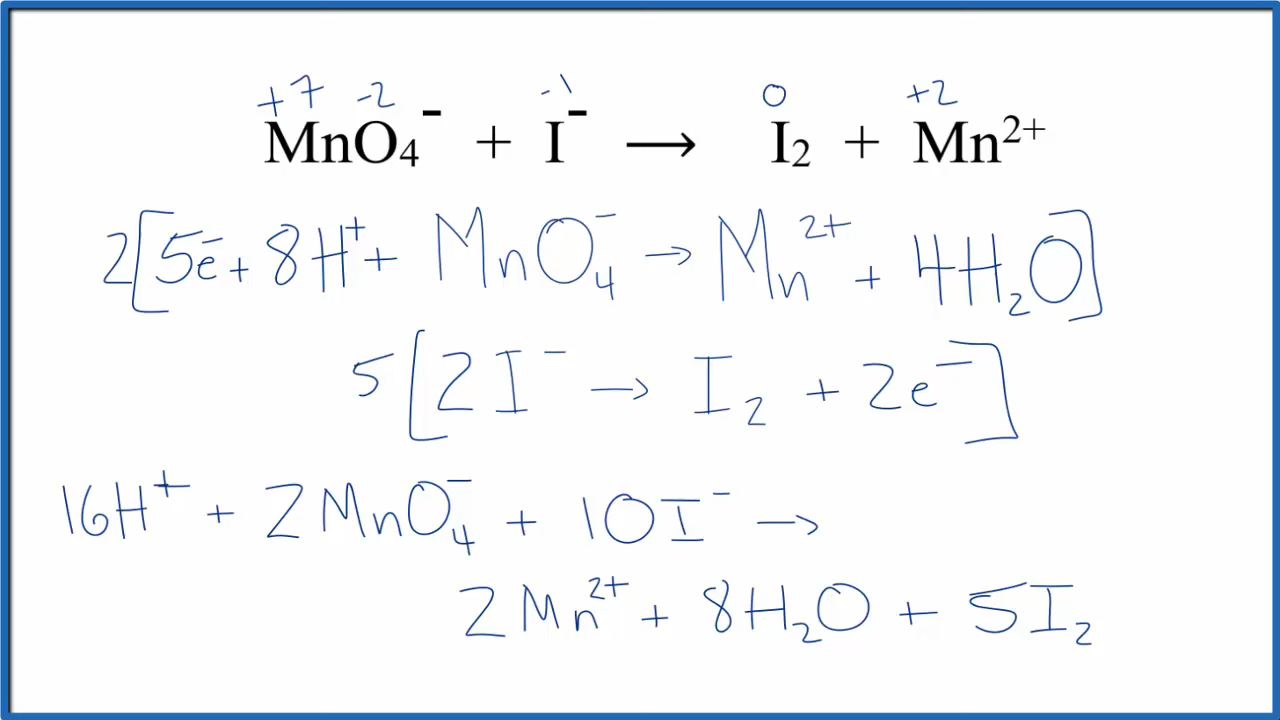 +7 -2 -1 0 +2
MnO₄⁻ + I⁻ ⟶ I₂ + Mn²⁺
2[5e⁻ + 8H⁺ + MnO₄⁻ → Mn²⁺ + 4H₂O]
5[2I⁻ → I₂ + 2e⁻]
16H⁺ + 2MnO₄⁻ + 10I⁻ →
2Mn²⁺ + 8H₂O + 5I₂